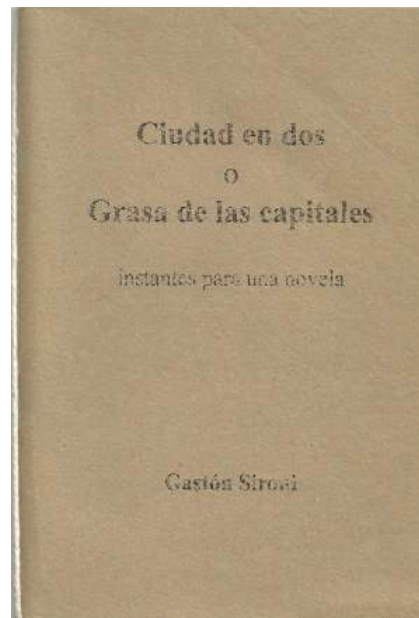 Ciudad en dos
o
Grasa de las capitales
instantes para una novela
Gastón Sironi